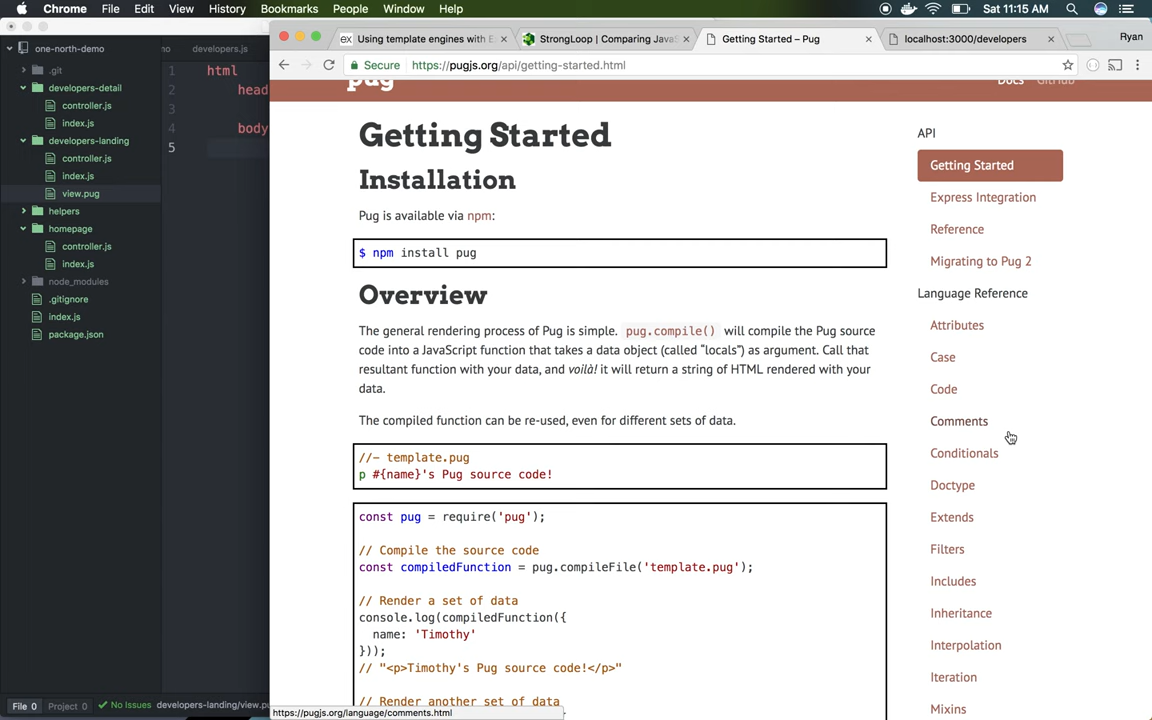 Chrome File Edit View History Bookmarks People Window Help Sat 11:15 AM
Using template engines with E StrongLoop | Comparing JavaS Getting Started – Pug localhost:3000/developers Ryan
Secure https://pugjs.org/api/getting-started.html
one-north-demo
.git
developers-detail
controller.js
index.js
developers-landing
controller.js
index.js
view.pug
helpers
homepage
controller.js
index.js
node_modules
.gitignore
index.js
package.json
File 0 Project 0 No Issues developers-landing/view.pu
no developers.js
1 html
2 head
3
4 body
5
pug Docs GitHub
Getting Started
Installation
Pug is available via npm:
$ npm install pug
Overview
The general rendering process of Pug is simple. pug.compile() will compile the Pug source
code into a JavaScript function that takes a data object (called “locals”) as argument. Call that
resultant function with your data, and voilà! it will return a string of HTML rendered with your
data.
The compiled function can be re-used, even for different sets of data.
//- template.pug
p #{name}'s Pug source code!
const pug = require('pug');
// Compile the source code
const compiledFunction = pug.compileFile('template.pug');
// Render a set of data
console.log(compiledFunction({
name: 'Timothy'
}));
// "<p>Timothy's Pug source code!</p>"
// Render another set of data
API
Getting Started
Express Integration
Reference
Migrating to Pug 2
Language Reference
Attributes
Case
Code
Comments
Conditionals
Doctype
Extends
Filters
Includes
Inheritance
Interpolation
Iteration
Mixins
https://pugjs.org/language/comments.html